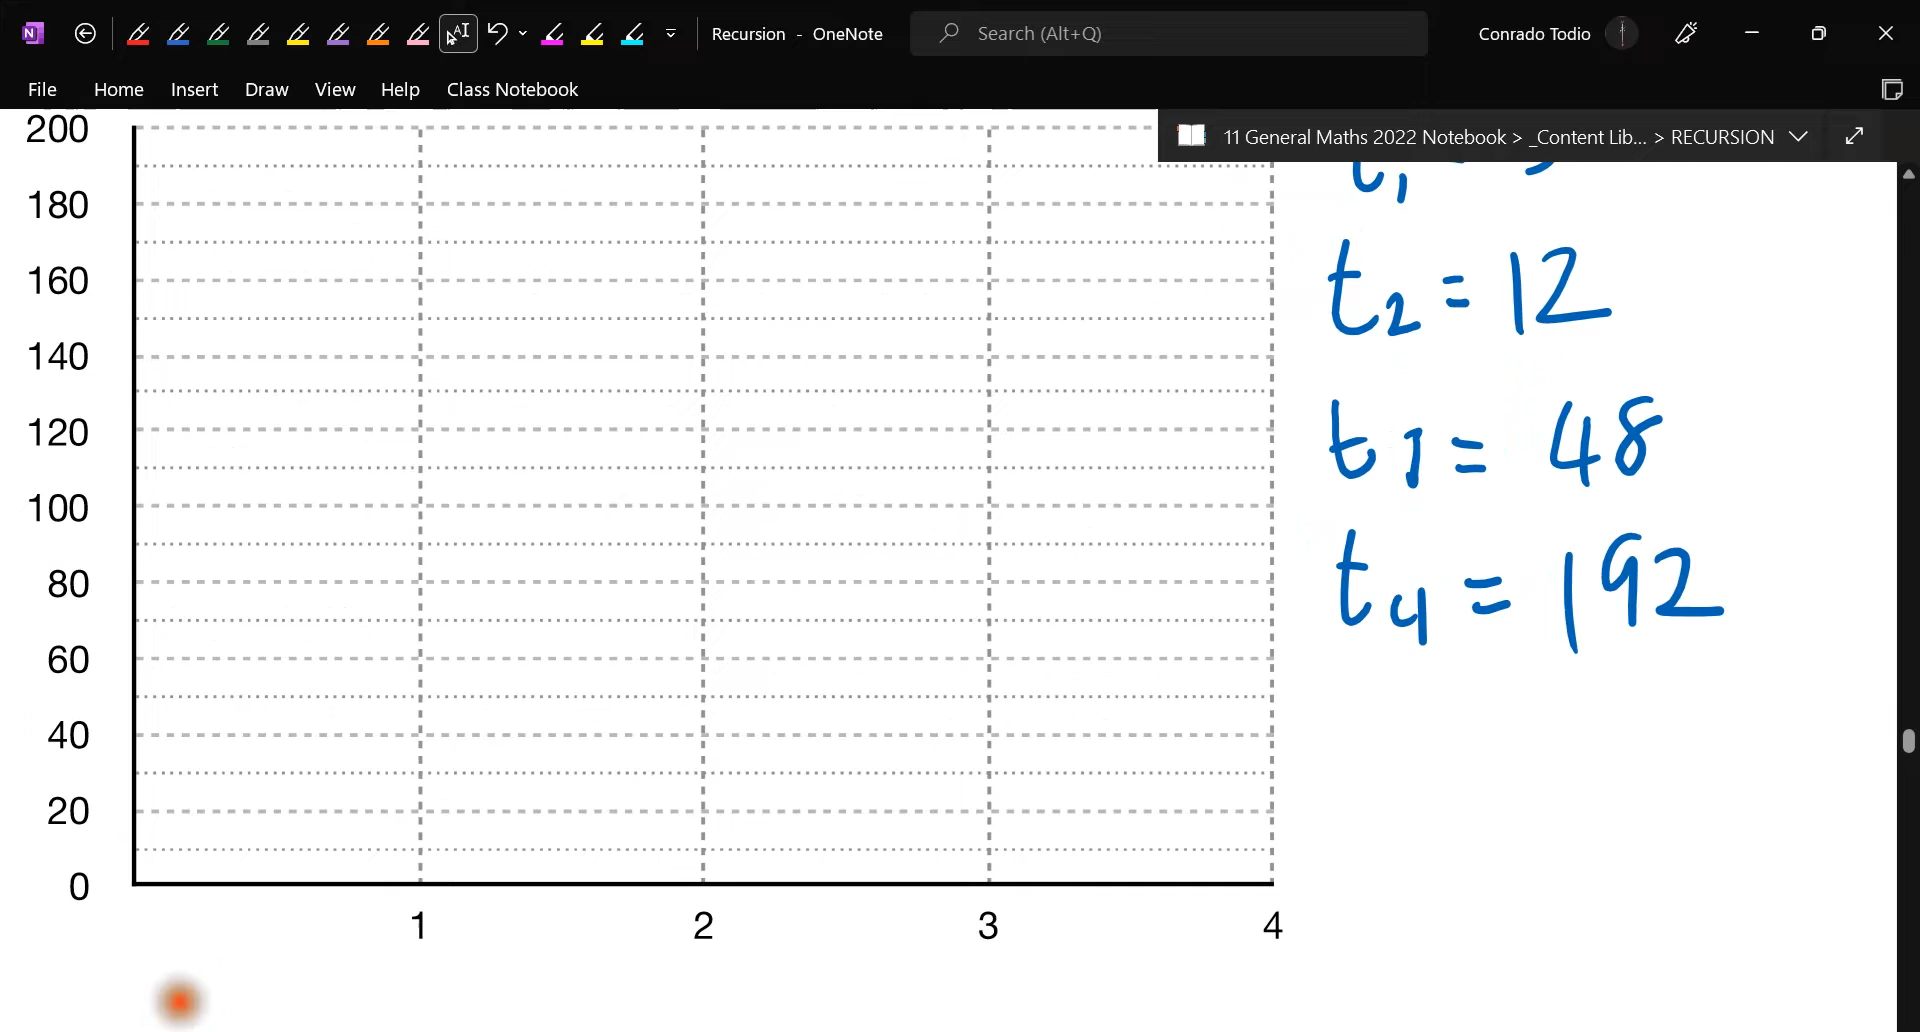 Recursion - OneNote
Search (Alt+Q)
Conrado Todio
File Home Insert Draw View Help Class Notebook
11 General Maths 2022 Notebook > _Content Lib... > RECURSION
200
180
160
140
120
100
80
60
40
20
0
1 2 3 4
t₂ = 12
t₃ = 48
t₄ = 192